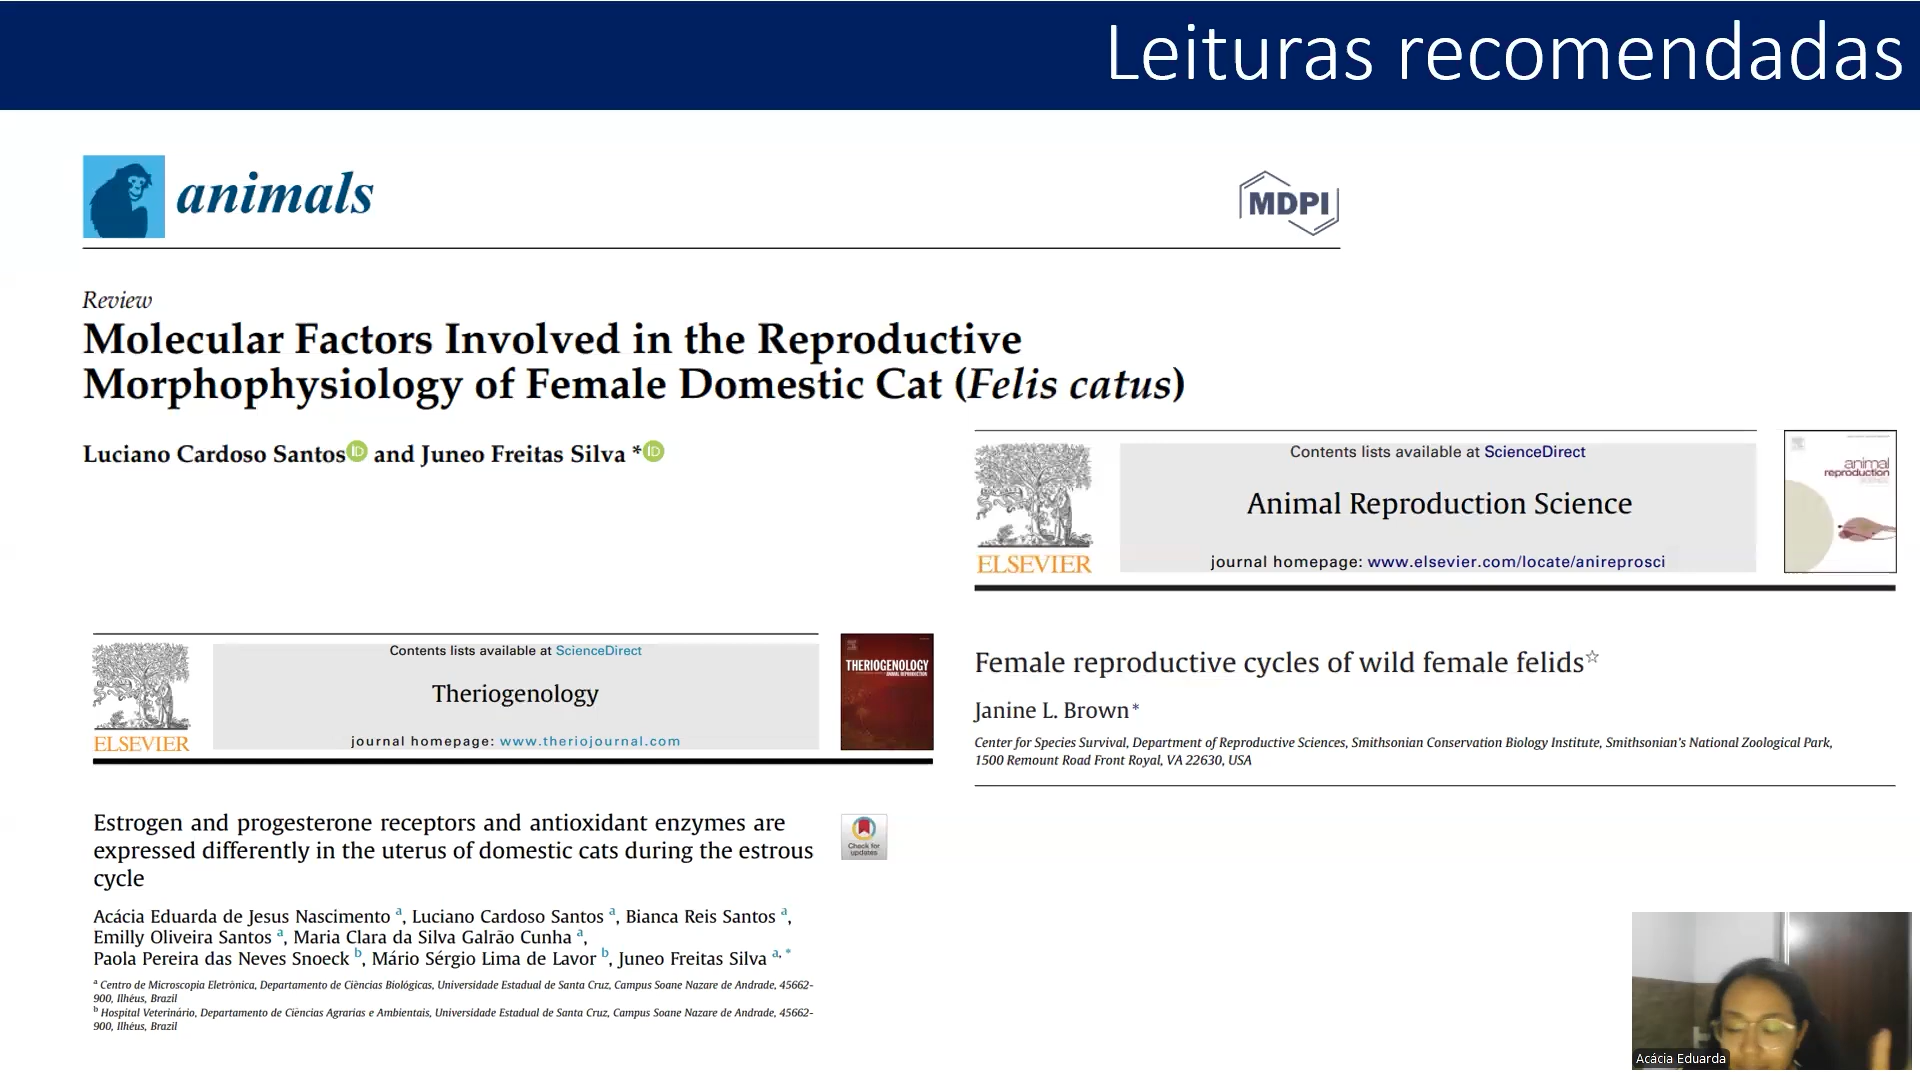 Leituras recomendadas
animals
MDPI
Review
Molecular Factors Involved in the Reproductive
Morphophysiology of Female Domestic Cat (Felis catus)
Luciano Cardoso Santos iD and Juneo Freitas Silva * iD
Contents lists available at ScienceDirect
Animal Reproduction Science
journal homepage: www.elsevier.com/locate/anireprosci
ELSEVIER
animal
reproduction
Female reproductive cycles of wild female felids☆
Janine L. Brown*
Center for Species Survival, Department of Reproductive Sciences, Smithsonian Conservation Biology Institute, Smithsonian's National Zoological Park,
1500 Remount Road Front Royal, VA 22630, USA
Contents lists available at ScienceDirect
Theriogenology
journal homepage: www.theriojournal.com
ELSEVIER
THERIOGENOLOGY
ANIMAL REPRODUCTION
Estrogen and progesterone receptors and antioxidant enzymes are
expressed differently in the uterus of domestic cats during the estrous
cycle
Check for
updates
Acácia Eduarda de Jesus Nascimento a, Luciano Cardoso Santos a, Bianca Reis Santos a,
Emilly Oliveira Santos a, Maria Clara da Silva Galrão Cunha a,
Paola Pereira das Neves Snoeck b, Mário Sérgio Lima de Lavor b, Juneo Freitas Silva a, *
a Centro de Microscopia Eletrônica, Departamento de Ciências Biológicas, Universidade Estadual de Santa Cruz, Campus Soane Nazare de Andrade, 45662-
900, Ilhéus, Brazil
b Hospital Veterinário, Departamento de Ciências Agrarias e Ambientais, Universidade Estadual de Santa Cruz, Campus Soane Nazare de Andrade, 45662-
900, Ilhéus, Brazil
Acácia Eduarda